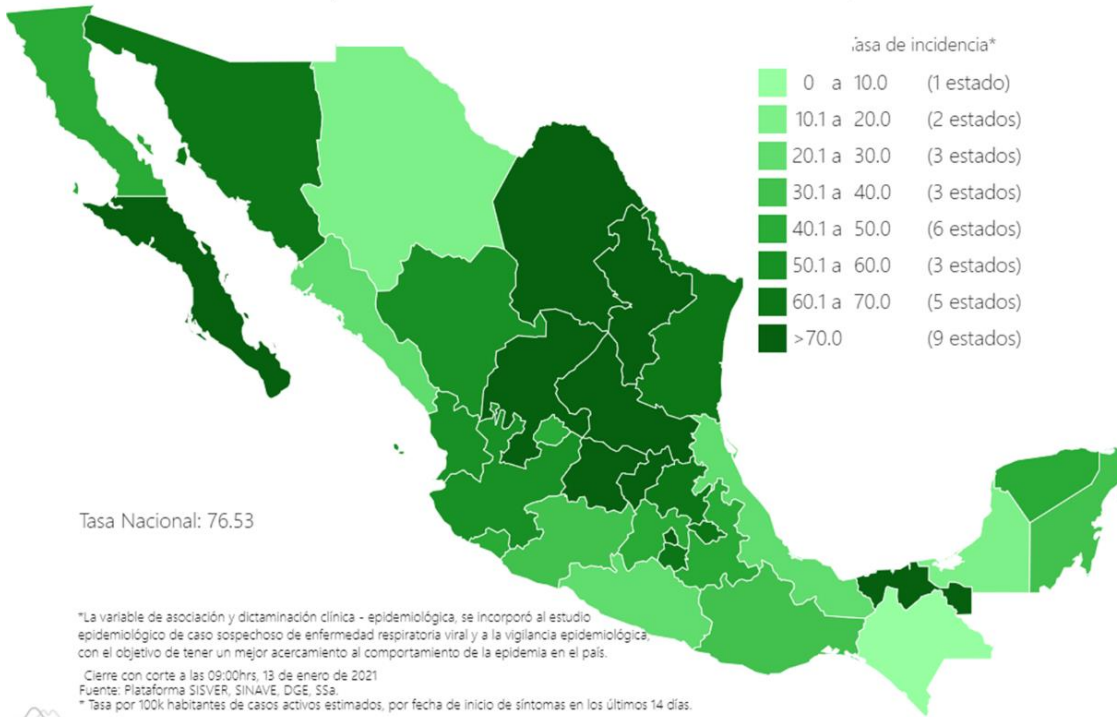 Tasa de incidencia*
0 a 10.0 (1 estado)
10.1 a 20.0 (2 estados)
20.1 a 30.0 (3 estados)
30.1 a 40.0 (3 estados)
40.1 a 50.0 (6 estados)
50.1 a 60.0 (3 estados)
60.1 a 70.0 (5 estados)
>70.0 (9 estados)
Tasa Nacional: 76.53
*La variable de asociación y dictaminación clínica - epidemiológica, se incorporó al estudio
epidemiológico de caso sospechoso de enfermedad respiratoria viral y a la vigilancia epidemiológica,
con el objetivo de tener un mejor acercamiento al comportamiento de la epidemia en el país.
Cierre con corte a las 09:00hrs, 13 de enero de 2021
Fuente: Plataforma SISVER, SINAVE, DGE, SSa.
* Tasa por 100k habitantes de casos activos estimados, por fecha de inicio de síntomas en los últimos 14 días.